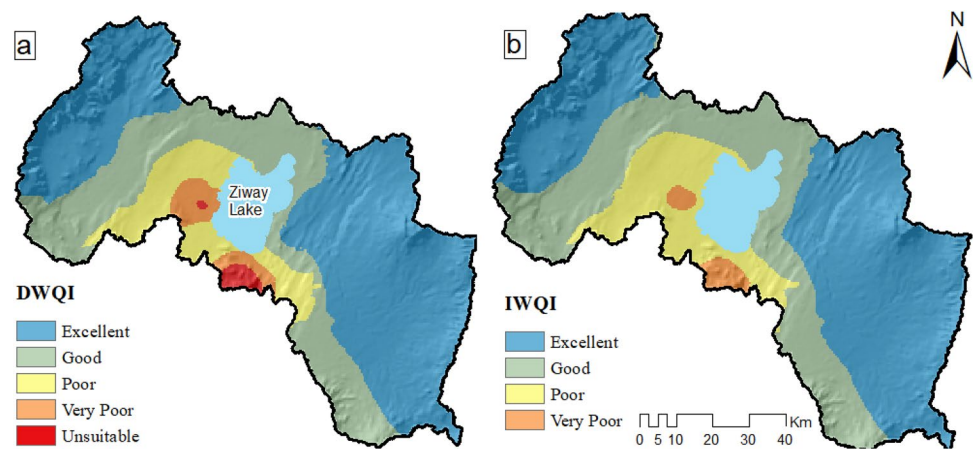 a
Ziway
Lake
DWQI
Excellent
Good
Poor
Very Poor
Unsuitable
b
N
IWQI
Excellent
Good
Poor
Very Poor
Km
0 5 10 20 30 40